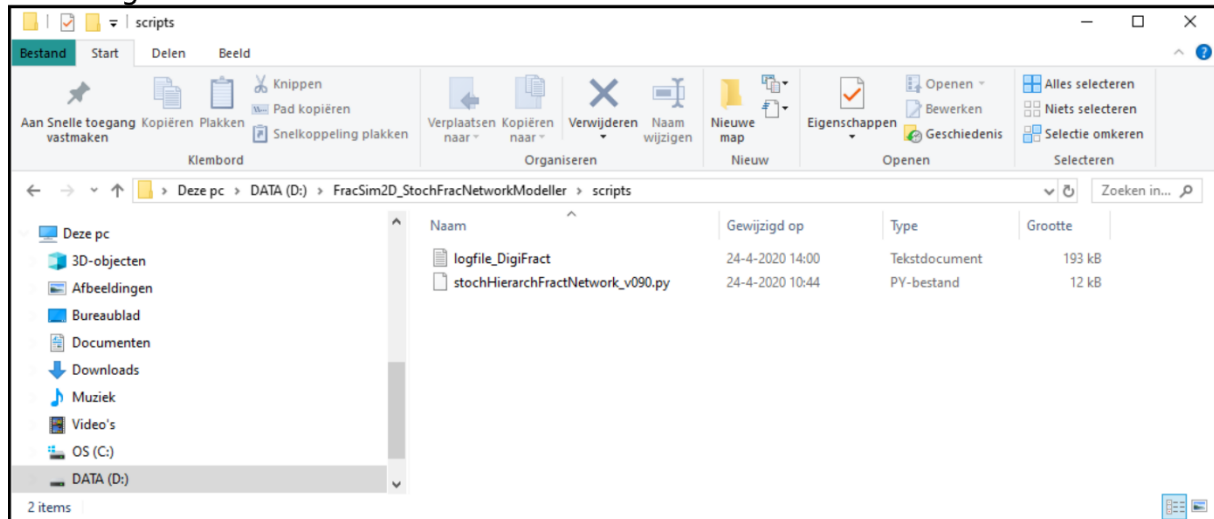 scripts
Bestand Start Delen Beeld
Aan Snelle toegang vastmaken
Kopiëren
Plakken
Knippen
Pad kopiëren
Snelkoppeling plakken
Klembord
Verplaatsen naar
Kopiëren naar
Verwijderen
Naam wijzigen
Organiseren
Nieuwe map
Nieuw
Eigenschappen
Openen
Bewerken
Geschiedenis
Openen
Alles selecteren
Niets selecteren
Selectie omkeren
Selecteren
Deze pc > DATA (D:) > FracSim2D_StochFracNetworkModeller > scripts
Zoeken in...
Deze pc
3D-objecten
Afbeeldingen
Bureaublad
Documenten
Downloads
Muziek
Video's
OS (C:)
DATA (D:)
Naam Gewijzigd op Type Grootte
logfile_DigiFract 24-4-2020 14:00 Tekstdocument 193 kB
stochHierarchFractNetwork_v090.py 24-4-2020 10:44 PY-bestand 12 kB
2 items